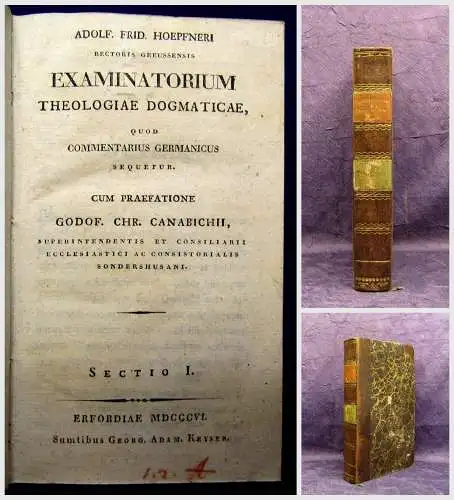 ADOLF. FRID. HOEPFNERI
RECTORIS GREUSSENSIS
EXAMINATORIUM
THEOLOGIAE DOGMATICAE,
QUOD
COMMENTARIUS GERMANICUS
SEQUETUR.
CUM PRAEFATIONE
GODOF. CHR. CANABICHII,
SUPERINTENDENTIS ET CONSILIARII
ECCLESIASTICI AC CONSISTORIALIS
SONDERSHUSANI.
SECTIO I.
ERFORDIAE MDCCCVI.
Sumtibus GEORG. ADAM. KEYSER.